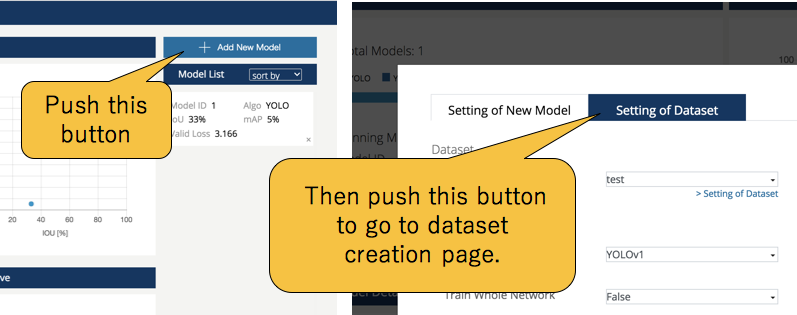 + Add New Model
Model List sort by
Push this
button
Model ID 1 Algo YOLO
IoU 33% mAP 5%
Valid Loss 3.166
×
20 40 60 80 100
IOU [%]
ve
otal Models: 1
YOLO
100
Setting of New Model Setting of Dataset
nning M
Dataset
Then push this button
to go to dataset
creation page.
test
> Setting of Dataset
YOLOv1
Train Whole Network False